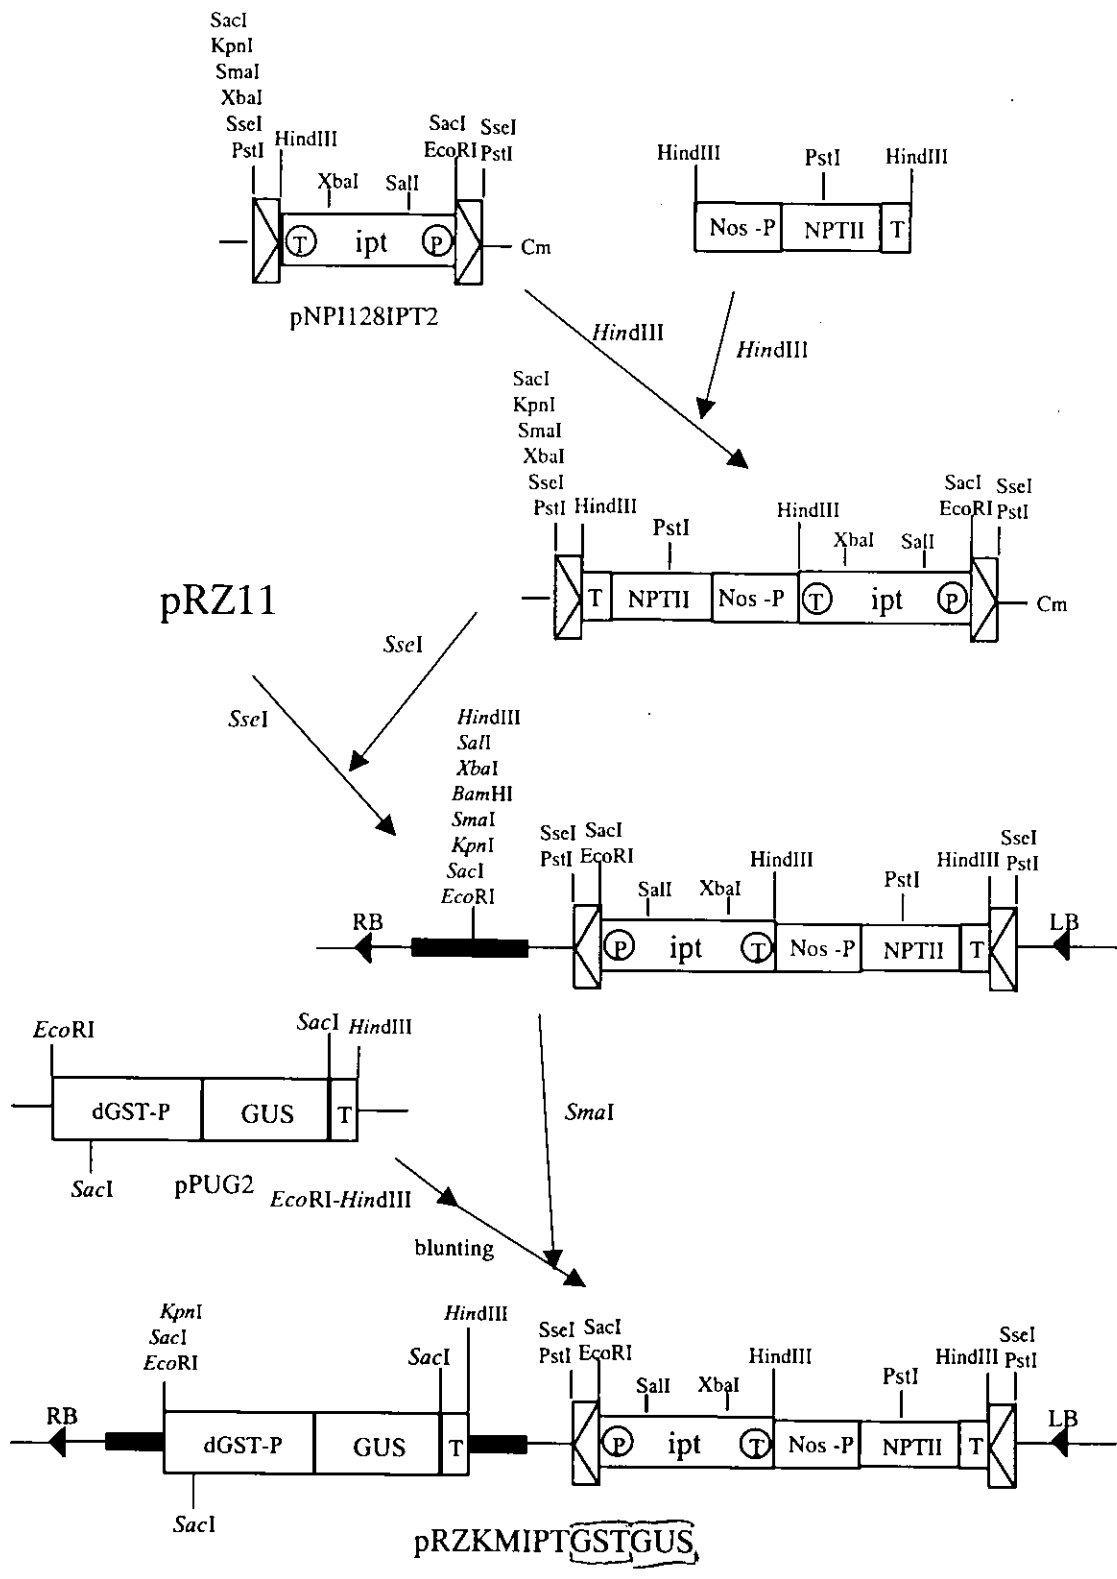 SacI
KpnI
SmaI
XbaI
SseI
PstI
HindIII
XbaI
SalI
SacI
EcoRI
SseI
PstI
T
ipt
P
Cm
pNPI128IPT2
HindIII
PstI
HindIII
Nos -P
NPTII
T
HindIII
HindIII
SacI
KpnI
SmaI
XbaI
SseI
PstI
HindIII
PstI
HindIII
XbaI
SalI
SacI
EcoRI
SseI
PstI
T
NPTII
Nos -P
T
ipt
P
Cm
pRZ11
SseI
SseI
HindIII
SalI
XbaI
BamHI
SmaI
KpnI
SacI
EcoRI
SseI
PstI
SacI
EcoRI
SalI
XbaI
HindIII
PstI
HindIII
SseI
PstI
RB
P
ipt
T
Nos -P
NPTII
T
LB
EcoRI
SacI
HindIII
dGST-P
GUS
T
SacI
pPUG2
EcoRI-HindIII
blunting
SmaI
KpnI
SacI
EcoRI
SacI
HindIII
SseI
PstI
SacI
EcoRI
SalI
XbaI
HindIII
PstI
HindIII
SseI
PstI
RB
dGST-P
GUS
T
P
ipt
T
Nos -P
NPTII
T
LB
SacI
pRZKMIPTGSTGUS